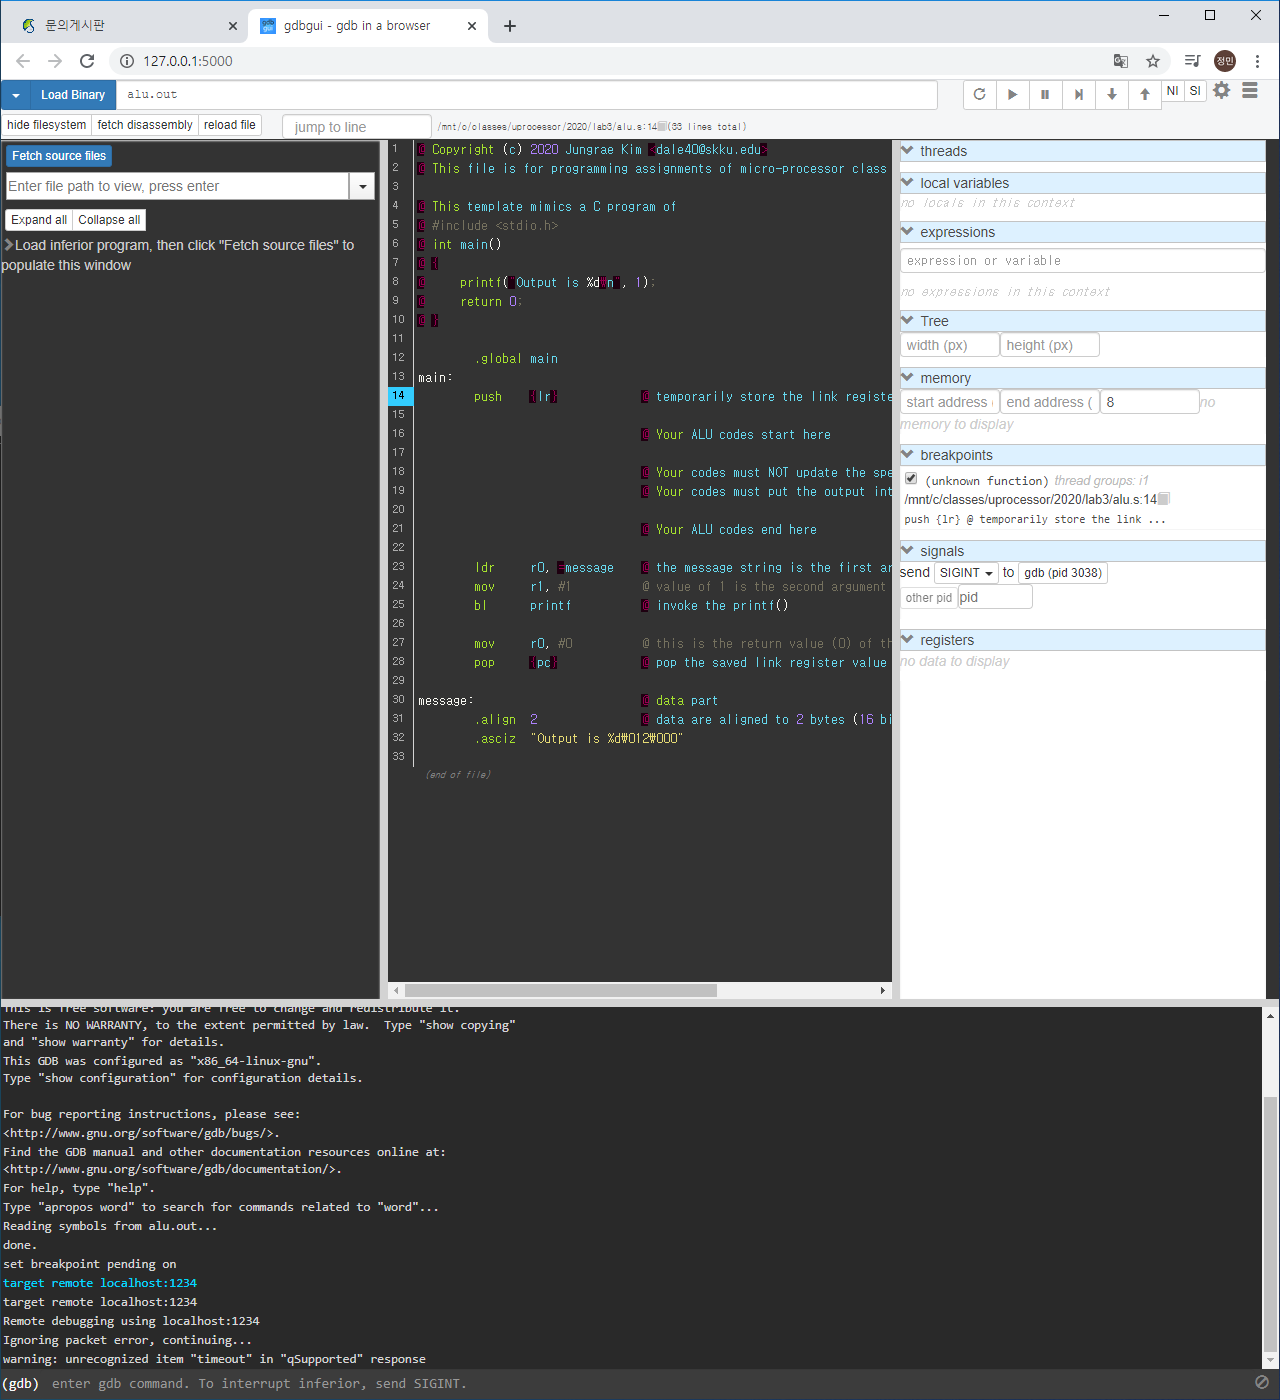 문의게시판
gdbgui - gdb in a browser
127.0.0.1:5000
정민
Load Binary
alu.out
NI
SI
hide filesystem
fetch disassembly
reload file
jump to line
/mnt/c/classes/uprocessor/2020/lab3/alu.s:14 (33 lines total)
Fetch source files
Enter file path to view, press enter
Expand all
Collapse all
Load inferior program, then click "Fetch source files" to
populate this window
1 @ Copyright (c) 2020 Jungrae Kim <dale40@skku.edu>
2 @ This file is for programming assignments of micro-processor class
3
4 @ This template mimics a C program of
5 @ #include <stdio.h>
6 @ int main()
7 @ {
8 @ printf("Output is %d\n", 1);
9 @ return 0;
10 @ }
11
12 .global main
13 main:
14 push {lr} @ temporarily store the link registe
15
16 @ Your ALU codes start here
17
18 @ Your codes must NOT update the spe
19 @ Your codes must put the output int
20
21 @ Your ALU codes end here
22
23 ldr r0, =message @ the message string is the first ar
24 mov r1, #1 @ value of 1 is the second argument
25 bl printf @ invoke the printf()
26
27 mov r0, #0 @ this is the return value (0) of th
28 pop {pc} @ pop the saved link register value
29
30 message: @ data part
31 .align 2 @ data are aligned to 2 bytes (16 bi
32 .asciz "Output is %d₩012₩000"
33
(end of file)
threads
local variables
no locals in this context
expressions
expression or variable
no expressions in this context
Tree
width (px)
height (px)
memory
start address (
end address (
8
no
memory to display
breakpoints
(unknown function) thread groups: i1
/mnt/c/classes/uprocessor/2020/lab3/alu.s:14
push {lr} @ temporarily store the link ...
signals
send SIGINT to gdb (pid 3038)
other pid pid
registers
no data to display
This is free software: you are free to change and redistribute it.
There is NO WARRANTY, to the extent permitted by law.  Type "show copying"
and "show warranty" for details.
This GDB was configured as "x86_64-linux-gnu".
Type "show configuration" for configuration details.
For bug reporting instructions, please see:
<http://www.gnu.org/software/gdb/bugs/>.
Find the GDB manual and other documentation resources online at:
<http://www.gnu.org/software/gdb/documentation/>.
For help, type "help".
Type "apropos word" to search for commands related to "word"...
Reading symbols from alu.out...
done.
set breakpoint pending on
target remote localhost:1234
target remote localhost:1234
Remote debugging using localhost:1234
Ignoring packet error, continuing...
warning: unrecognized item "timeout" in "qSupported" response
(gdb) enter gdb command. To interrupt inferior, send SIGINT.